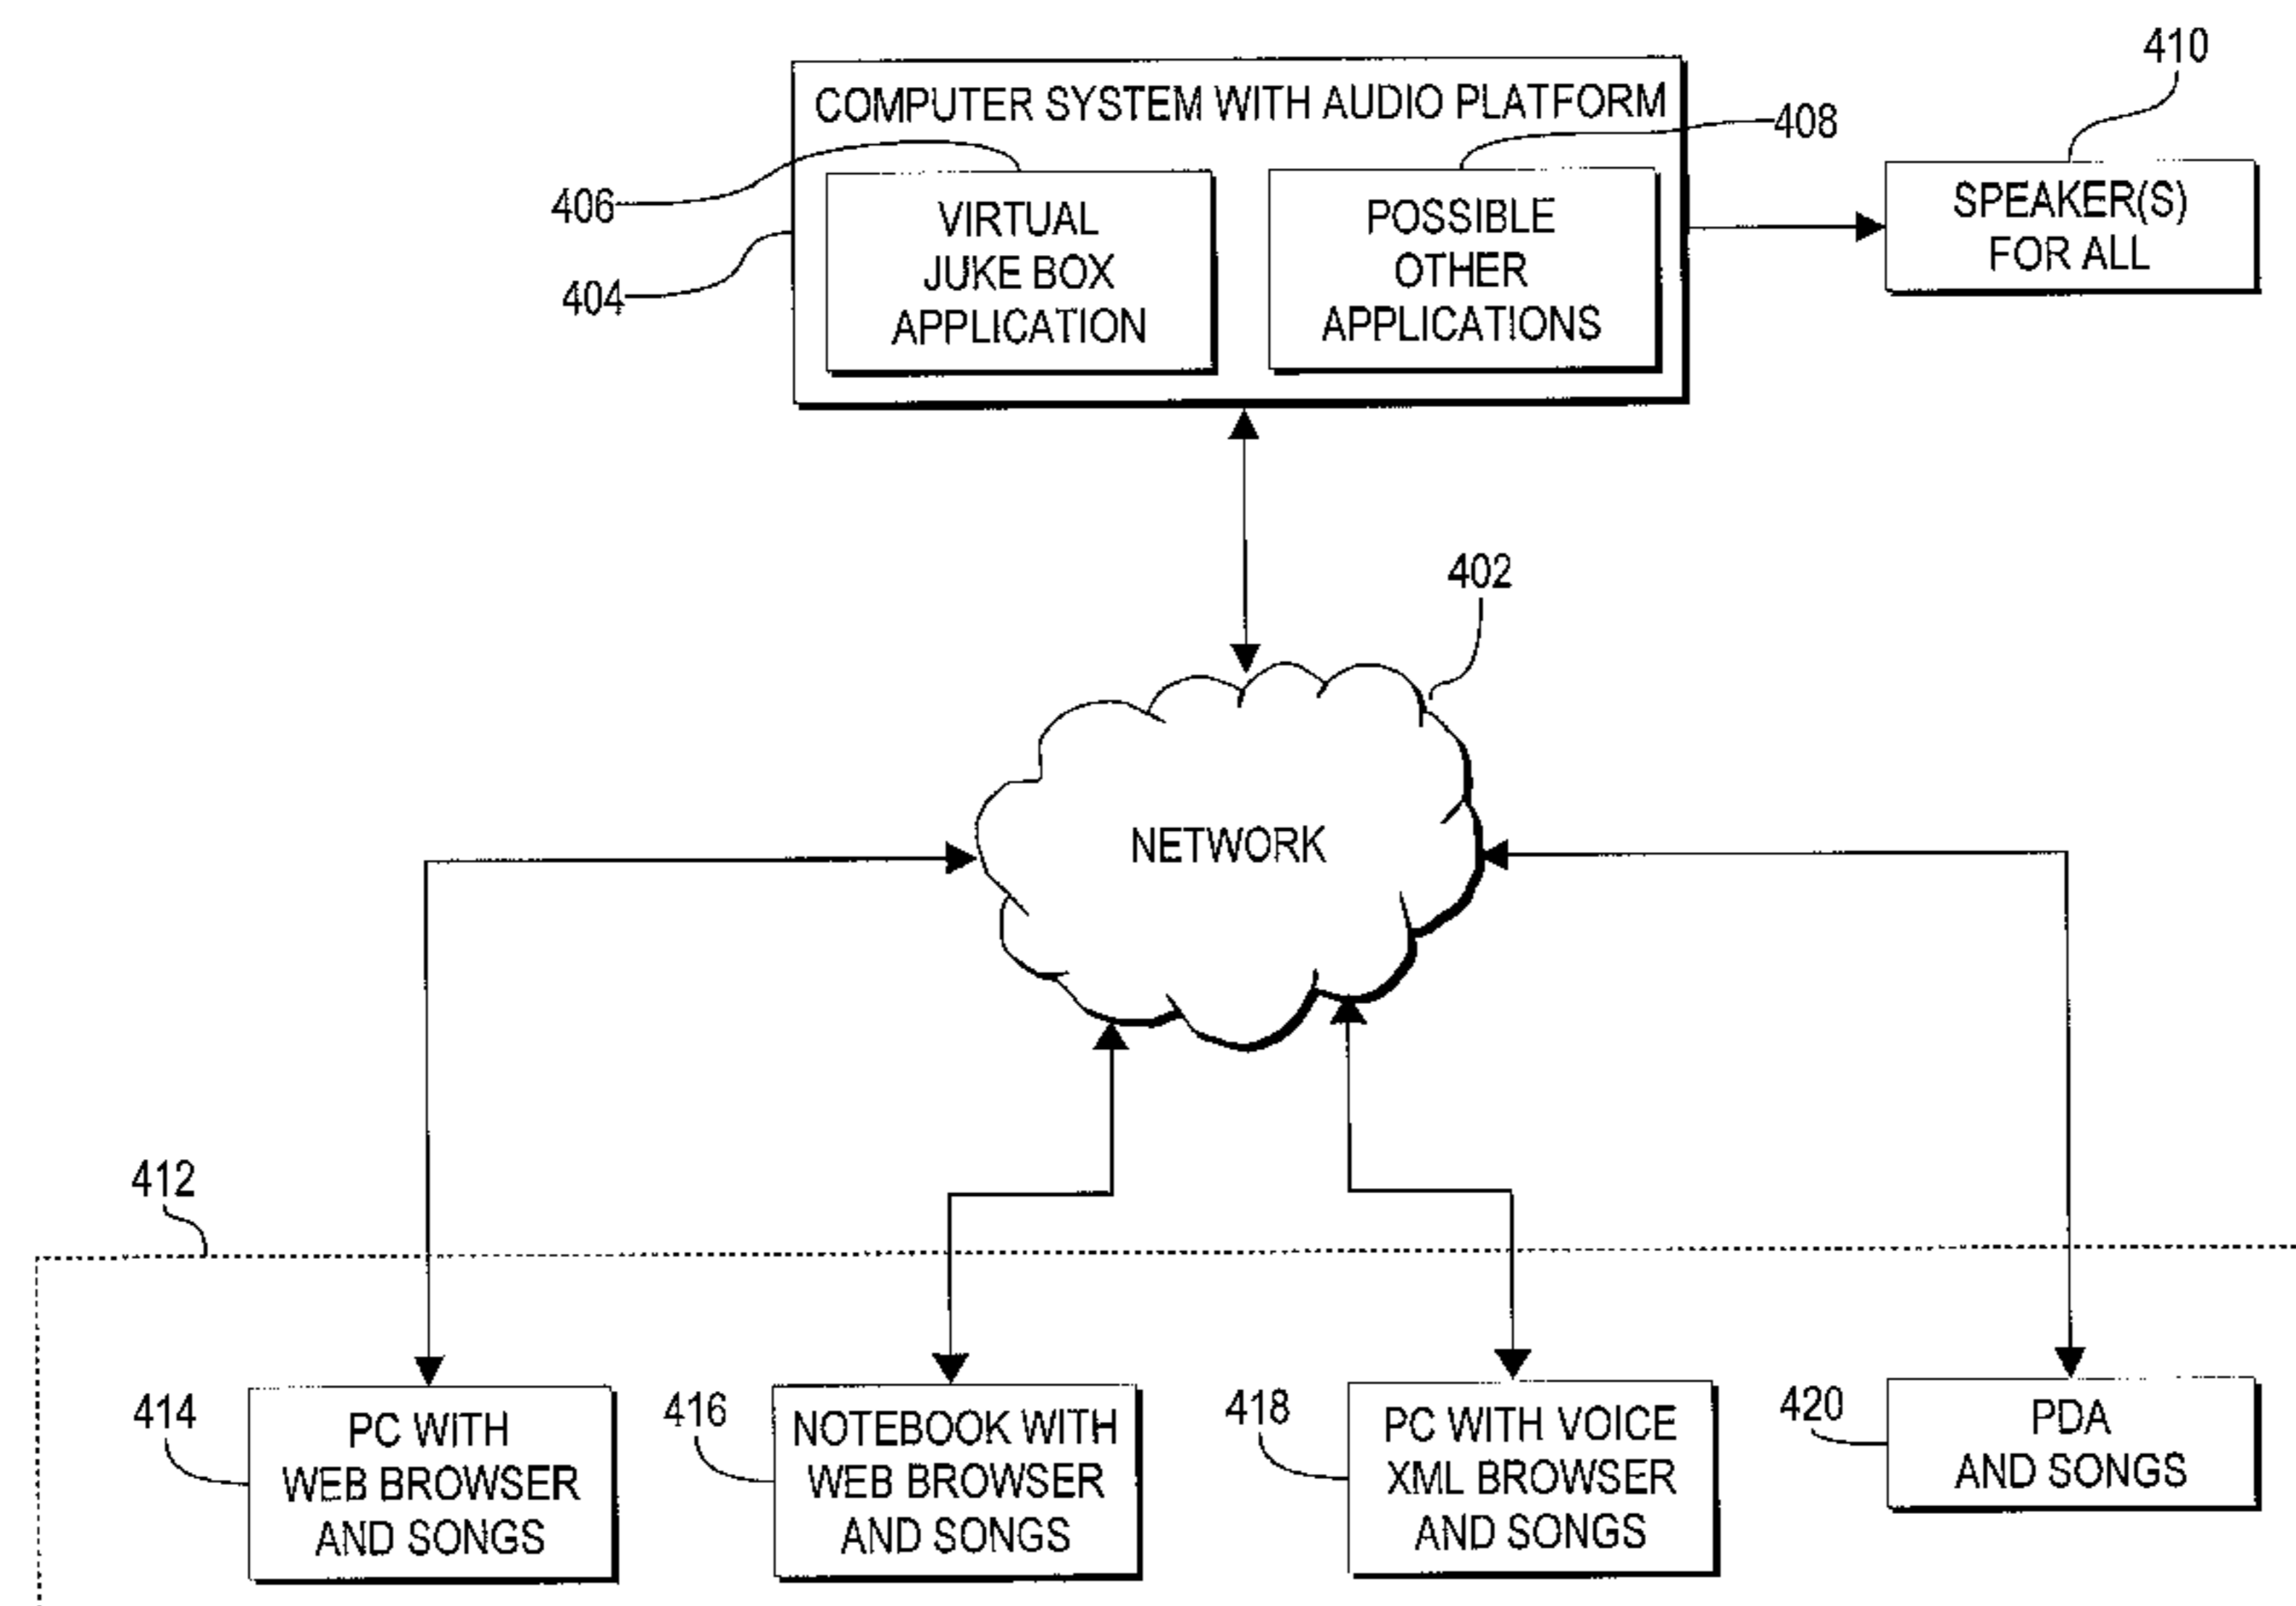 410
COMPUTER SYSTEM WITH AUDIO PLATFORM
408
406
VIRTUAL
JUKE BOX
APPLICATION
POSSIBLE
OTHER
APPLICATIONS
SPEAKER(S)
FOR ALL
404
402
NETWORK
412
414
PC WITH
WEB BROWSER
AND SONGS
416
NOTEBOOK WITH
WEB BROWSER
AND SONGS
418
PC WITH VOICE
XML BROWSER
AND SONGS
420
PDA
AND SONGS